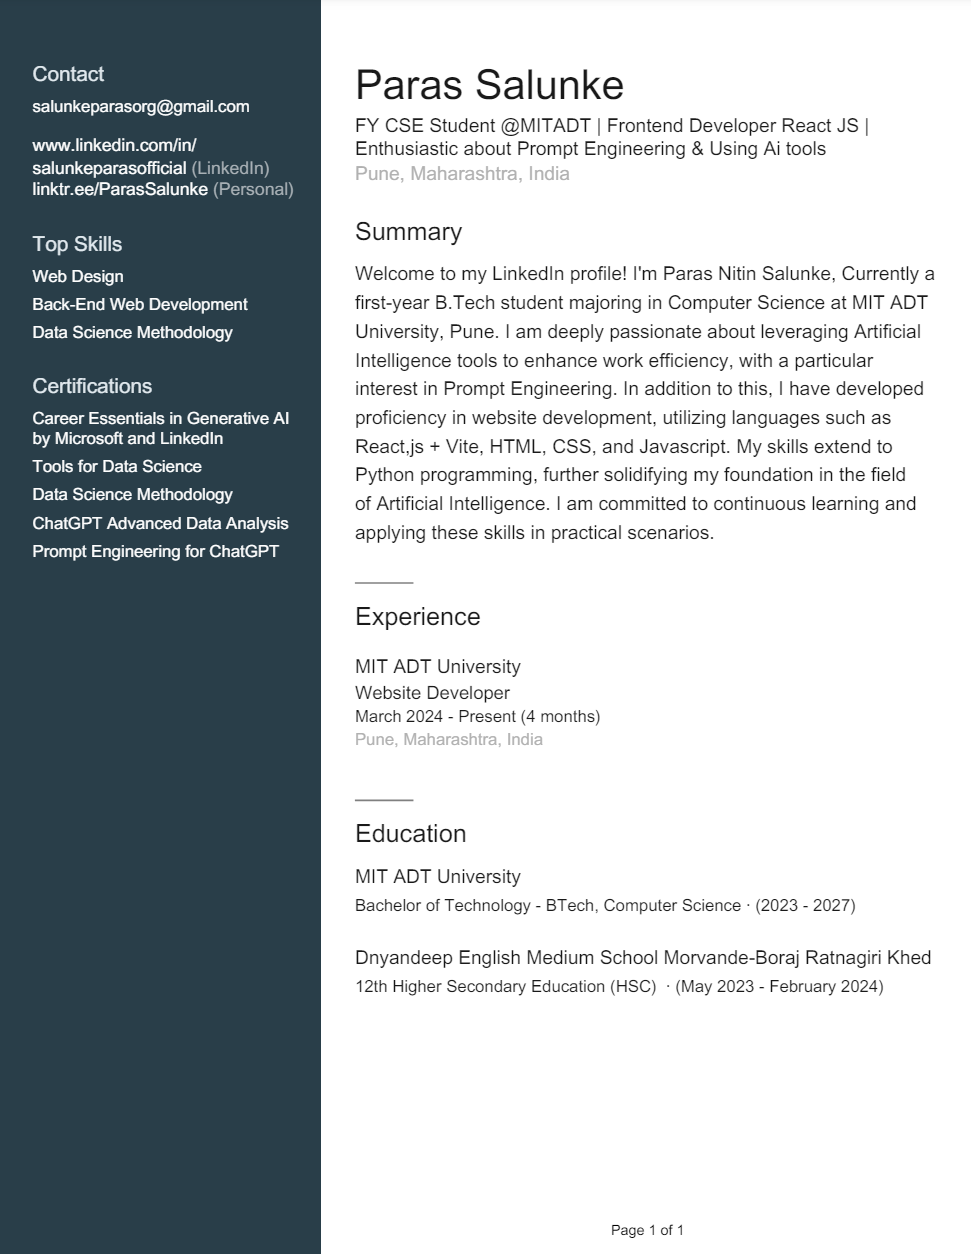 Contact
salunkeparasorg@gmail.com
www.linkedin.com/in/
salunkeparasofficial (LinkedIn)
linktr.ee/ParasSalunke (Personal)
Top Skills
Web Design
Back-End Web Development
Data Science Methodology
Certifications
Career Essentials in Generative AI
by Microsoft and LinkedIn
Tools for Data Science
Data Science Methodology
ChatGPT Advanced Data Analysis
Prompt Engineering for ChatGPT
Paras Salunke
FY CSE Student @MITADT | Frontend Developer React JS |
Enthusiastic about Prompt Engineering & Using Ai tools
Pune, Maharashtra, India
Summary
Welcome to my LinkedIn profile! I'm Paras Nitin Salunke, Currently a
first-year B.Tech student majoring in Computer Science at MIT ADT
University, Pune. I am deeply passionate about leveraging Artificial
Intelligence tools to enhance work efficiency, with a particular
interest in Prompt Engineering. In addition to this, I have developed
proficiency in website development, utilizing languages such as
React,js + Vite, HTML, CSS, and Javascript. My skills extend to
Python programming, further solidifying my foundation in the field
of Artificial Intelligence. I am committed to continuous learning and
applying these skills in practical scenarios.
Experience
MIT ADT University
Website Developer
March 2024 - Present (4 months)
Pune, Maharashtra, India
Education
MIT ADT University
Bachelor of Technology - BTech, Computer Science · (2023 - 2027)
Dnyandeep English Medium School Morvande-Boraj Ratnagiri Khed
12th Higher Secondary Education (HSC)  · (May 2023 - February 2024)
Page 1 of 1